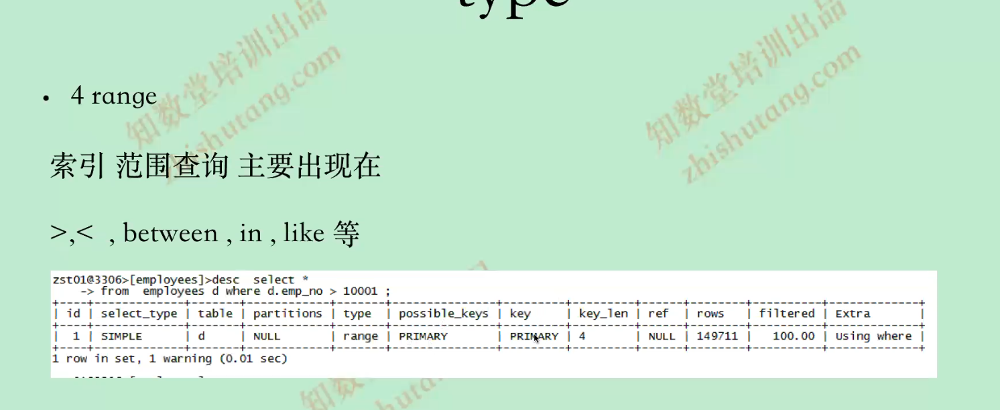 type
• 4 range
索引 范围查询 主要出现在
>,< , between , in , like 等
zst01@3306>[employees]>desc  select *
    -> from  employees d where d.emp_no > 10001 ;
| id | select_type | table | partitions | type  | possible_keys | key     | key_len | ref  | rows   | filtered | Extra       |
|  1 | SIMPLE      | d     | NULL       | range | PRIMARY       | PRIMARY | 4       | NULL | 149711 |   100.00 | Using where |
1 row in set, 1 warning (0.01 sec)
知数堂培训出品
zhishutang.com
知数堂培训出品
zhishutang.com